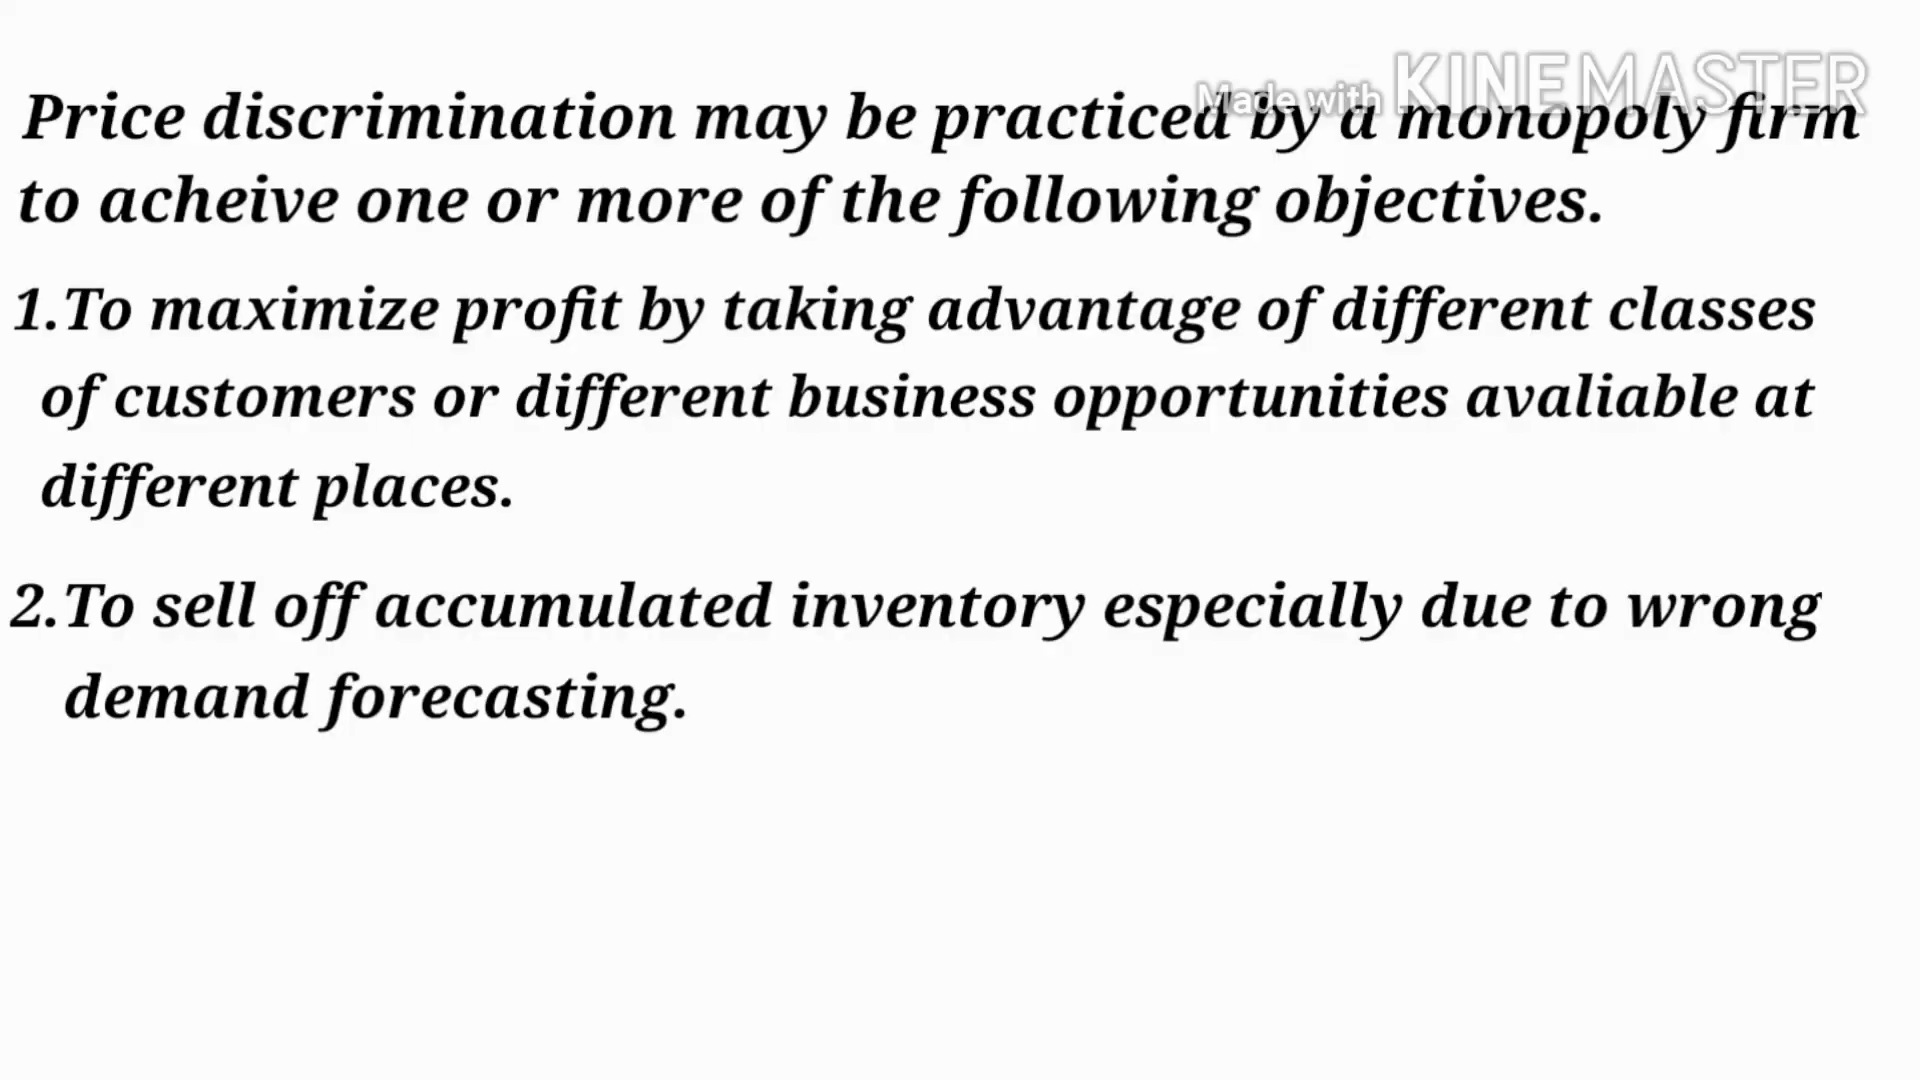 Made with KINEMASTER
Price discrimination may be practiced by a monopoly firm
to acheive one or more of the following objectives.
1.To maximize profit by taking advantage of different classes
of customers or different business opportunities avaliable at
different places.
2.To sell off accumulated inventory especially due to wrong
demand forecasting.